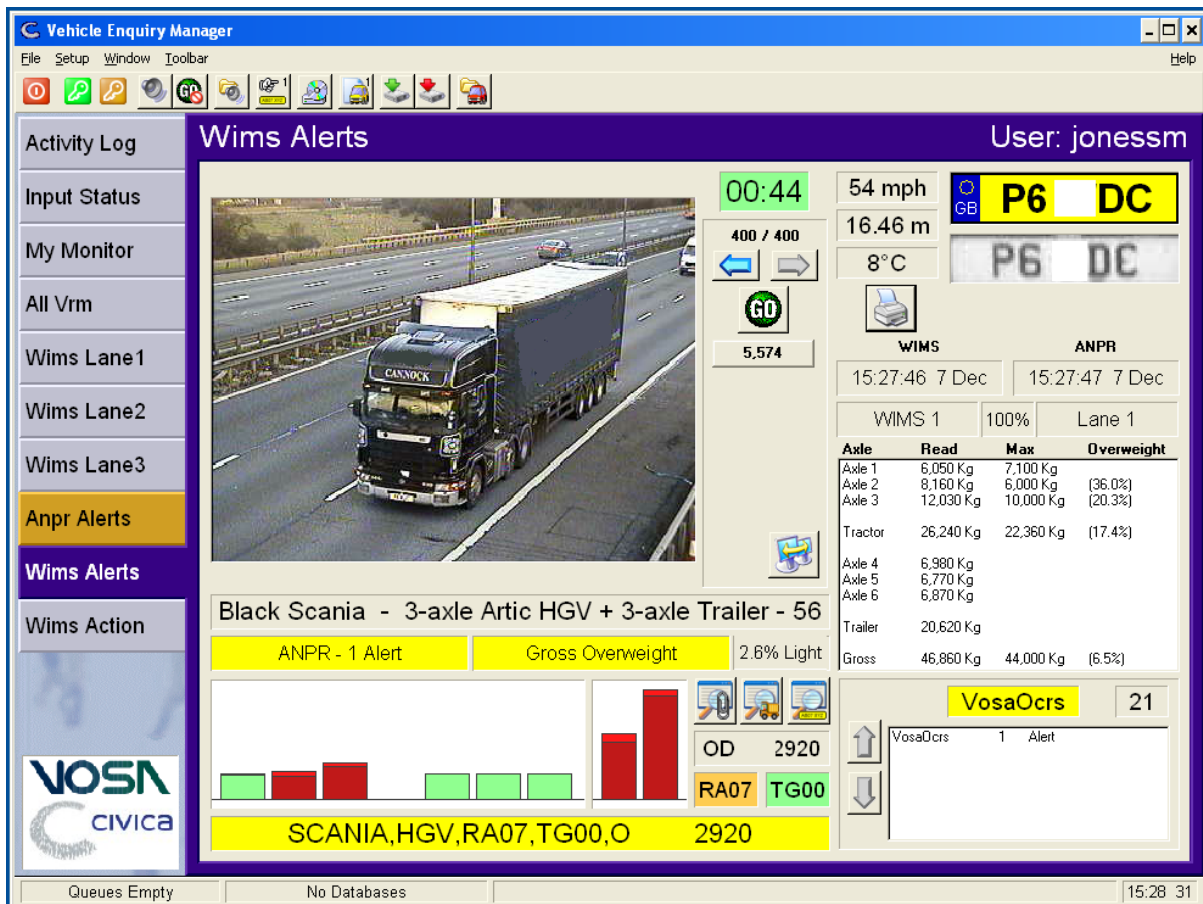 Vehicle Enquiry Manager
File Setup Window Toolbar Help
Activity Log
Input Status
My Monitor
All Vrm
Wims Lane1
Wims Lane2
Wims Lane3
Anpr Alerts
Wims Alerts
Wims Action
VOSA
CIVICA
Wims Alerts User: jonessm
CANNOCK
00:44
400 / 400
GO
5,574
54 mph
16.46 m
8°C
GB P6 DC
P6 DC
WIMS ANPR
15:27:46 7 Dec 15:27:47 7 Dec
WIMS 1 100% Lane 1
Axle Read Max Overweight
Axle 1 6,050 Kg 7,100 Kg
Axle 2 8,160 Kg 6,000 Kg (36.0%)
Axle 3 12,030 Kg 10,000 Kg (20.3%)
Tractor 26,240 Kg 22,360 Kg (17.4%)
Axle 4 6,980 Kg
Axle 5 6,770 Kg
Axle 6 6,870 Kg
Trailer 20,620 Kg
Gross 46,860 Kg 44,000 Kg (6.5%)
Black Scania - 3-axle Artic HGV + 3-axle Trailer - 56
ANPR - 1 Alert Gross Overweight 2.6% Light
OD 2920
RA07 TG00
SCANIA,HGV,RA07,TG00,O 2920
VosaOcrs 21
VosaOcrs 1 Alert
Queues Empty No Databases 15:28 31